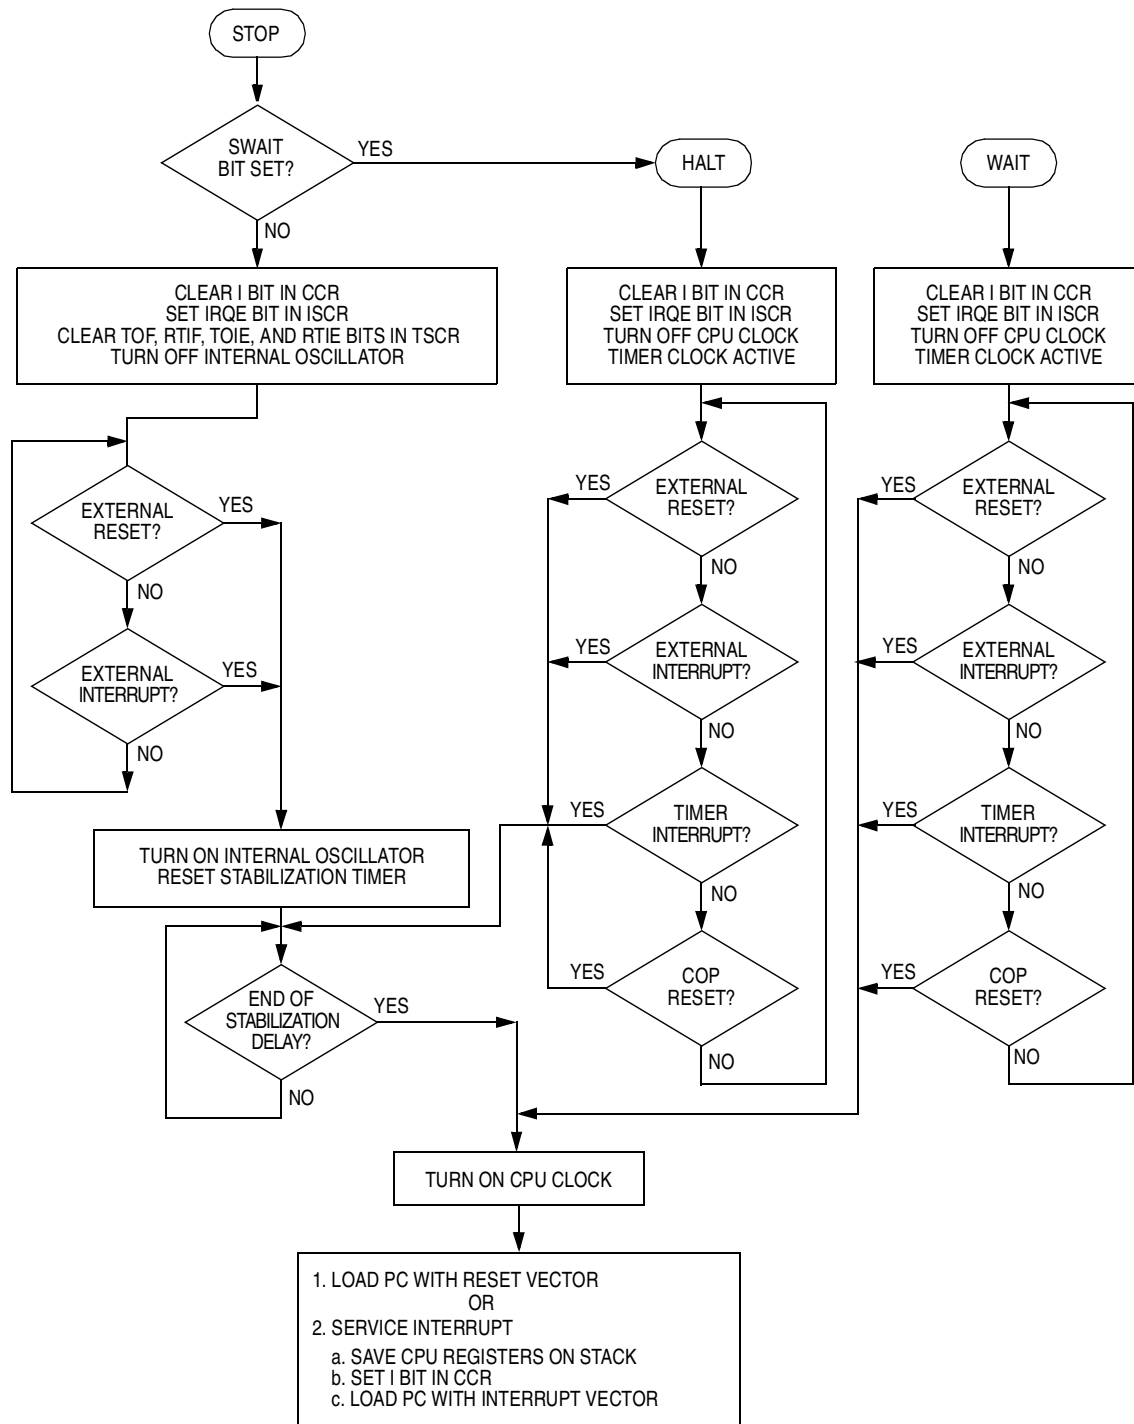 STOP
SWAIT
BIT SET?
YES
NO
HALT
WAIT
CLEAR I BIT IN CCR
SET IRQE BIT IN ISCR
CLEAR TOF, RTIF, TOIE, AND RTIE BITS IN TSCR
TURN OFF INTERNAL OSCILLATOR
CLEAR I BIT IN CCR
SET IRQE BIT IN ISCR
TURN OFF CPU CLOCK
TIMER CLOCK ACTIVE
CLEAR I BIT IN CCR
SET IRQE BIT IN ISCR
TURN OFF CPU CLOCK
TIMER CLOCK ACTIVE
EXTERNAL
RESET?
YES
NO
EXTERNAL
INTERRUPT?
YES
NO
TURN ON INTERNAL OSCILLATOR
RESET STABILIZATION TIMER
END OF
STABILIZATION
DELAY?
YES
NO
YES
EXTERNAL
RESET?
NO
YES
EXTERNAL
INTERRUPT?
NO
YES
TIMER
INTERRUPT?
NO
YES
COP
RESET?
NO
YES
EXTERNAL
RESET?
NO
YES
EXTERNAL
INTERRUPT?
NO
YES
TIMER
INTERRUPT?
NO
YES
COP
RESET?
NO
TURN ON CPU CLOCK
1. LOAD PC WITH RESET VECTOR
OR
2. SERVICE INTERRUPT
a. SAVE CPU REGISTERS ON STACK
b. SET I BIT IN CCR
c. LOAD PC WITH INTERRUPT VECTOR